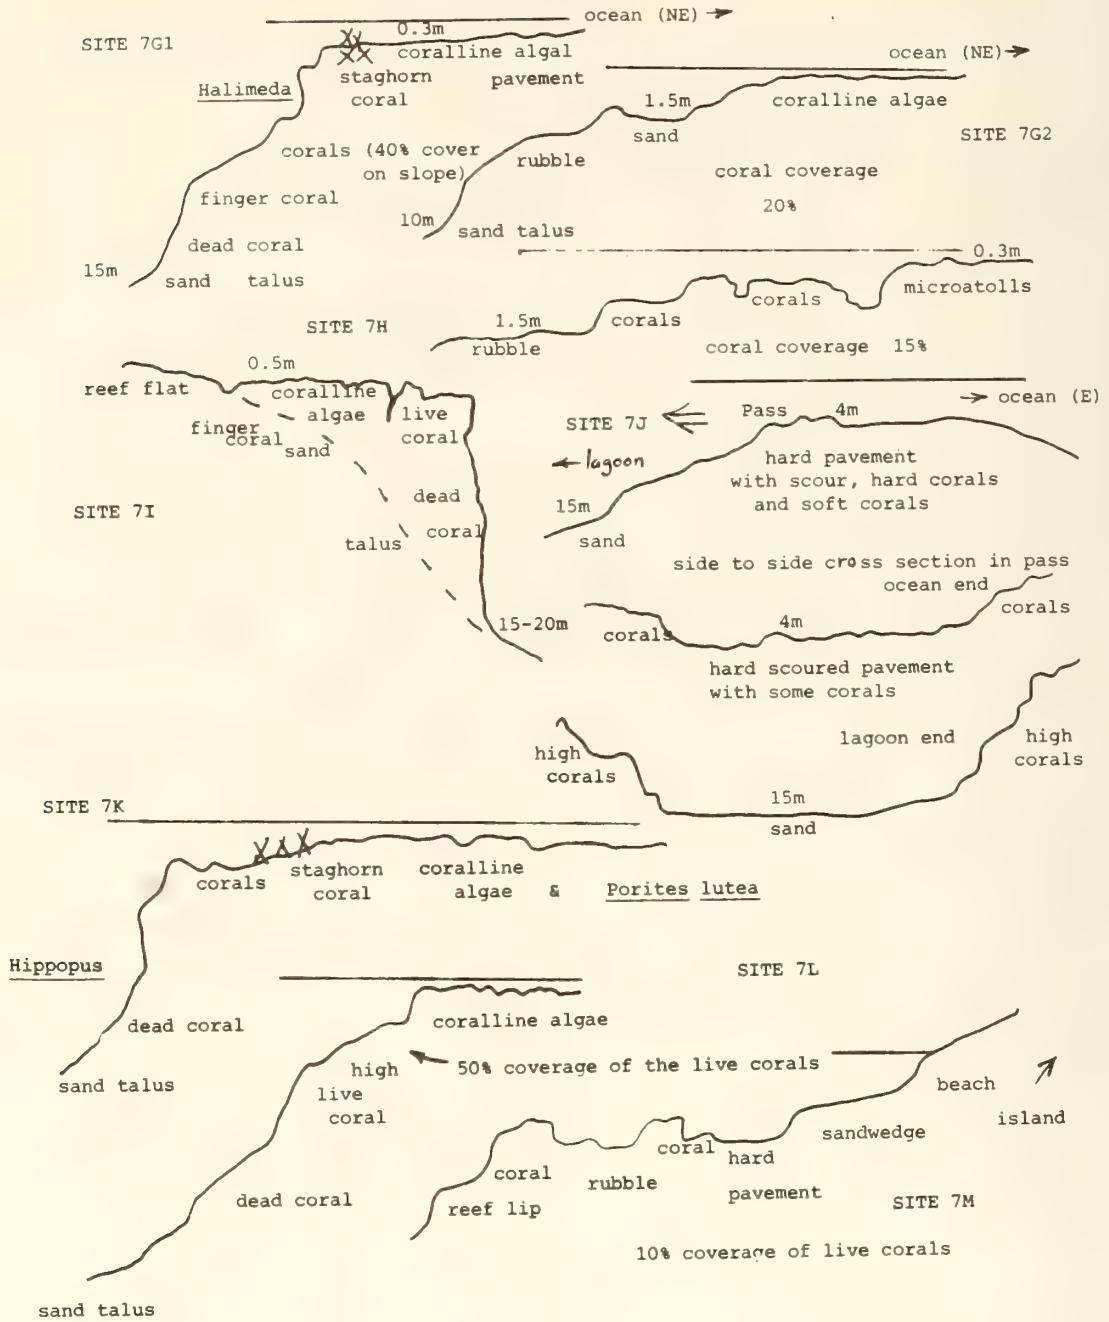 ocean (NE)
SITE 7G1
0.3m
coralline algal
pavement
staghorn
coral
Halimeda
corals (40% cover
on slope)
finger coral
dead coral
15m
sand talus
ocean (NE)
1.5m
coralline algae
sand
SITE 7G2
rubble
coral coverage
20%
10m
sand talus
0.3m
microatolls
corals
SITE 7H
1.5m
corals
rubble
coral coverage 15%
0.5m
reef flat
coralline
algae
live
coral
finger
coral
sand
SITE 7I
dead
coral
talus
15-20m
ocean (E)
Pass
4m
SITE 7J
lagoon
hard pavement
with scour, hard corals
and soft corals
15m
sand
side to side cross section in pass
ocean end
corals
4m
corals
hard scoured pavement
with some corals
lagoon end
high
corals
high
corals
15m
sand
SITE 7K
corals
staghorn
coral
coralline
algae & Porites lutea
Hippopus
dead coral
sand talus
SITE 7L
coralline algae
50% coverage of the live corals
high
live
coral
dead coral
sand talus
beach
island
sandwedge
coral
hard
pavement
rubble
coral
reef lip
SITE 7M
10% coverage of live corals